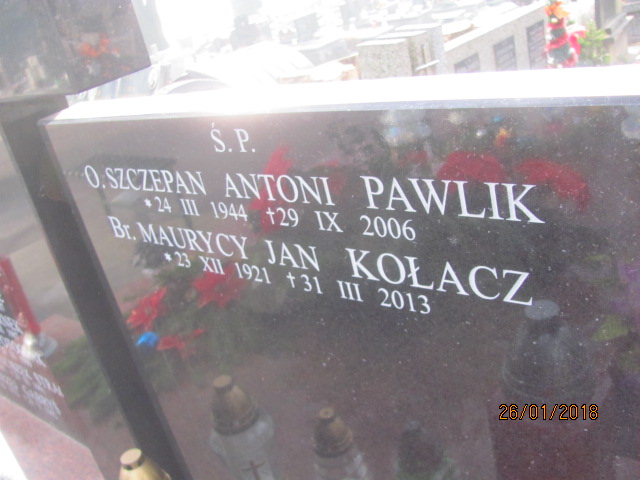 Ś. P.
O. SZCZEPAN ANTONI PAWLIK
*24 III 1944 †29 IX 2006
Br. MAURYCY JAN KOŁACZ
*23 XII 1921 †31 III 2013
26/01/2018